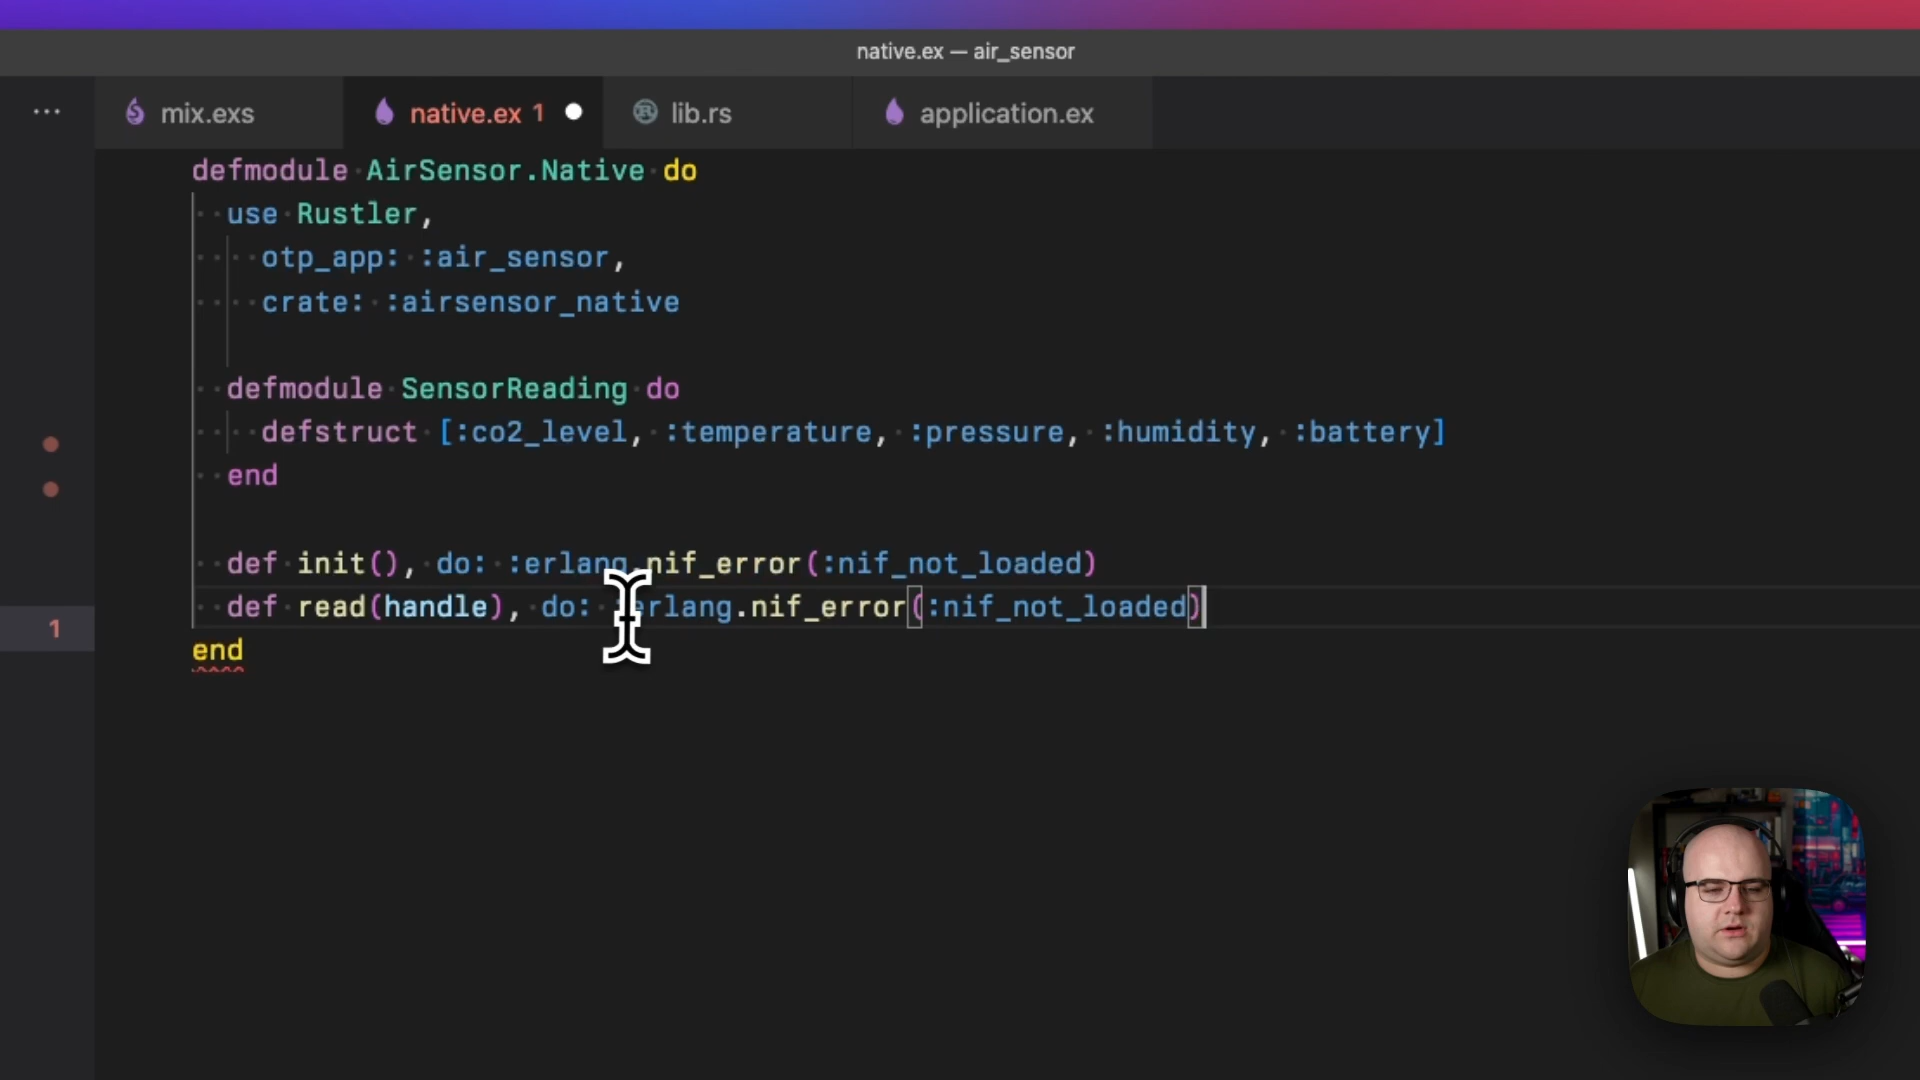 native.ex — air_sensor
mix.exs
native.ex 1
lib.rs
application.ex
defmodule AirSensor.Native do
use Rustler,
otp_app: :air_sensor,
crate: :airsensor_native
defmodule SensorReading do
defstruct [:co2_level, :temperature, :pressure, :humidity, :battery]
end
def init(), do: :erlang.nif_error(:nif_not_loaded)
1
def read(handle), do: :erlang.nif_error(:nif_not_loaded)
end